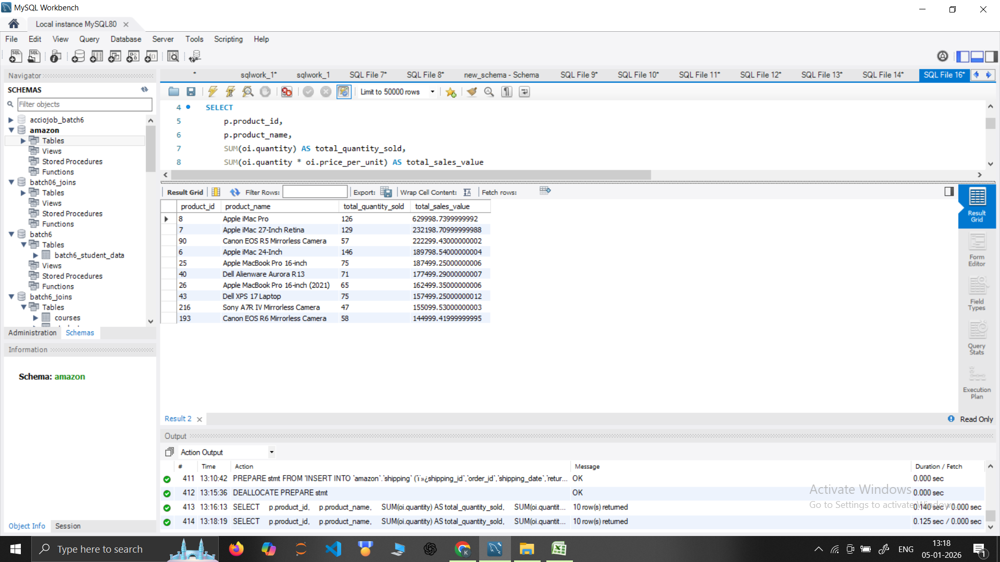 MySQL Workbench
Local instance MySQL80
File Edit View Query Database Server Tools Scripting Help
Navigator
SCHEMAS
Filter objects
acciojob_batch6
amazon
Tables
Views
Stored Procedures
Functions
batch06_joins
Tables
Views
Stored Procedures
Functions
batch6
Tables
batch6_student_data
Views
Stored Procedures
Functions
batch6_joins
Tables
courses
Administration Schemas
Information
Schema: amazon
Object Info Session
* sqlwork_1* sqlwork_1 SQL File 7* SQL File 8* new_schema - Schema SQL File 9* SQL File 10* SQL File 11* SQL File 12* SQL File 13* SQL File 14* SQL File 16*
Limit to 50000 rows
4 SELECT
5 p.product_id,
6 p.product_name,
7 SUM(oi.quantity) AS total_quantity_sold,
8 SUM(oi.quantity * oi.price_per_unit) AS total_sales_value
Result Grid Filter Rows: Export: Wrap Cell Content: Fetch rows:
product_id product_name total_quantity_sold total_sales_value
8 Apple iMac Pro 126 629998.7399999992
7 Apple iMac 27-Inch Retina 129 232198.70999999988
90 Canon EOS R5 Mirrorless Camera 57 222299.43000000002
6 Apple iMac 24-Inch 146 189798.54000000004
25 Apple MacBook Pro 16-inch 75 187499.25000000006
40 Dell Alienware Aurora R13 71 177499.29000000007
26 Apple MacBook Pro 16-inch (2021) 65 162499.35000000006
43 Dell XPS 17 Laptop 75 157499.25000000012
216 Sony A7R IV Mirrorless Camera 47 155099.53000000003
193 Canon EOS R6 Mirrorless Camera 58 144999.41999999995
Result Grid
Form Editor
Field Types
Query Stats
Execution Plan
Result 2
Read Only
Output
Action Output
# Time Action Message Duration / Fetch
411 13:10:42 PREPARE stmt FROM 'INSERT INTO `amazon`.`shipping` (`ï»¿shipping_id`,`order_id`,`shipping_date`,`retur... OK 0.000 sec
412 13:15:36 DEALLOCATE PREPARE stmt OK 0.000 sec
413 13:16:13 SELECT p.product_id, p.product_name, SUM(oi.quantity) AS total_quantity_sold, SUM(oi.quantit... 10 row(s) returned 0.140 sec / 0.000 sec
414 13:18:19 SELECT p.product_id, p.product_name, SUM(oi.quantity) AS total_quantity_sold, SUM(oi.quantit... 10 row(s) returned 0.125 sec / 0.000 sec
Activate Windows
Go to Settings to activate Windows.
Type here to search
ENG
13:18
05-01-2026
1